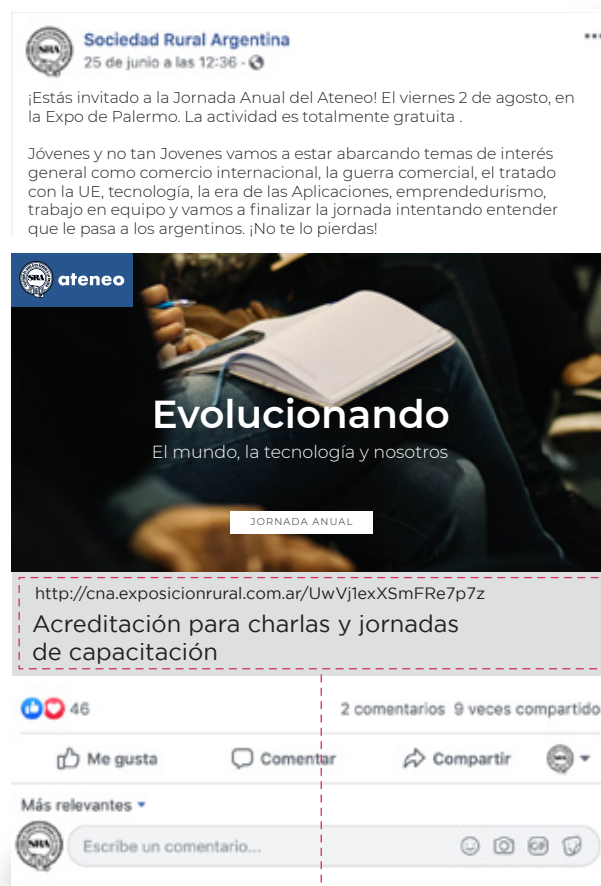 Sociedad Rural Argentina
25 de junio a las 12:36 ·
¡Estás invitado a la Jornada Anual del Ateneo! El viernes 2 de agosto, en
la Expo de Palermo. La actividad es totalmente gratuita .
Jóvenes y no tan Jovenes vamos a estar abarcando temas de interés
general como comercio internacional, la guerra comercial, el tratado
con la UE, tecnología, la era de las Aplicaciones, emprendedurismo,
trabajo en equipo y vamos a finalizar la jornada intentando entender
que le pasa a los argentinos. ¡No te lo pierdas!
SRA ateneo
Evolucionando
El mundo, la tecnología y nosotros
JORNADA ANUAL
http://cna.exposicionrural.com.ar/UwVj1exXSmFRe7p7z
Acreditación para charlas y jornadas
de capacitación
46 2 comentarios 9 veces compartido
Me gusta Comentar Compartir
Más relevantes
Escribe un comentario... GIF